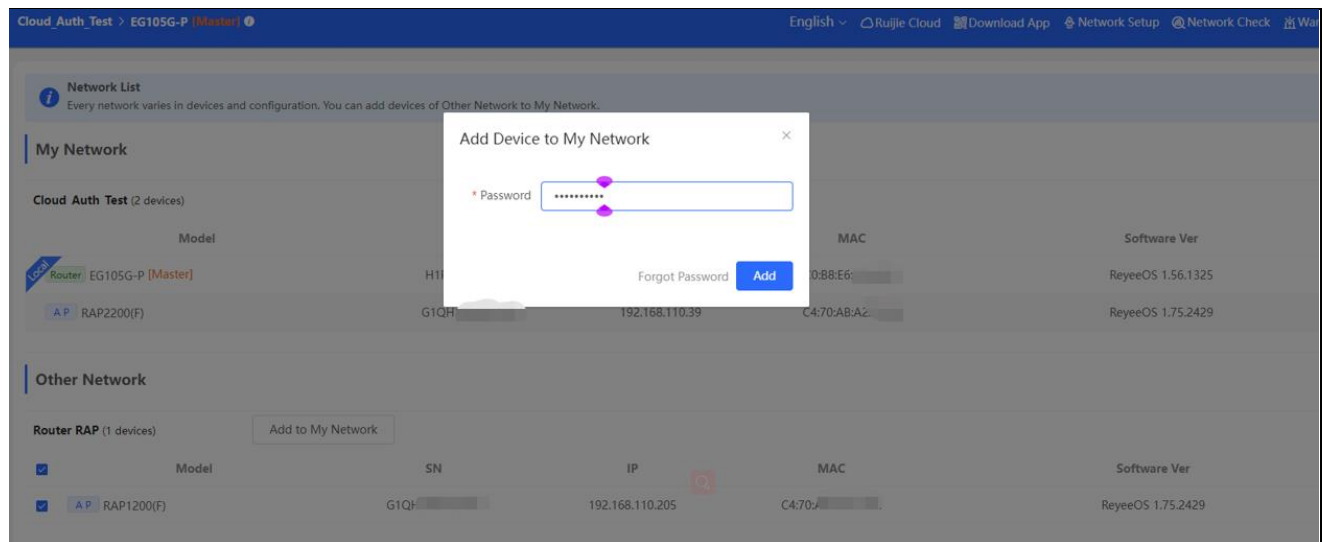 Cloud_Auth_Test > EG105G-P [Master]
English Ruijie Cloud Download App Network Setup Network Check
Network List
Every network varies in devices and configuration. You can add devices of Other Network to My Network.
Add Device to My Network
My Network
* Password ••••••••••
Cloud Auth Test (2 devices)
Model MAC Software Ver
Local
Router EG105G-P [Master] ReyeeOS 1.56.1325
Forgot Password Add
AP RAP2200(F) G1QH 192.168.110.39 C4:70:AB:A2: ReyeeOS 1.75.2429
Other Network
Router RAP (1 devices) Add to My Network
Model SN IP MAC Software Ver
AP RAP1200(F) G1QH 192.168.110.205 C4:70: ReyeeOS 1.75.2429